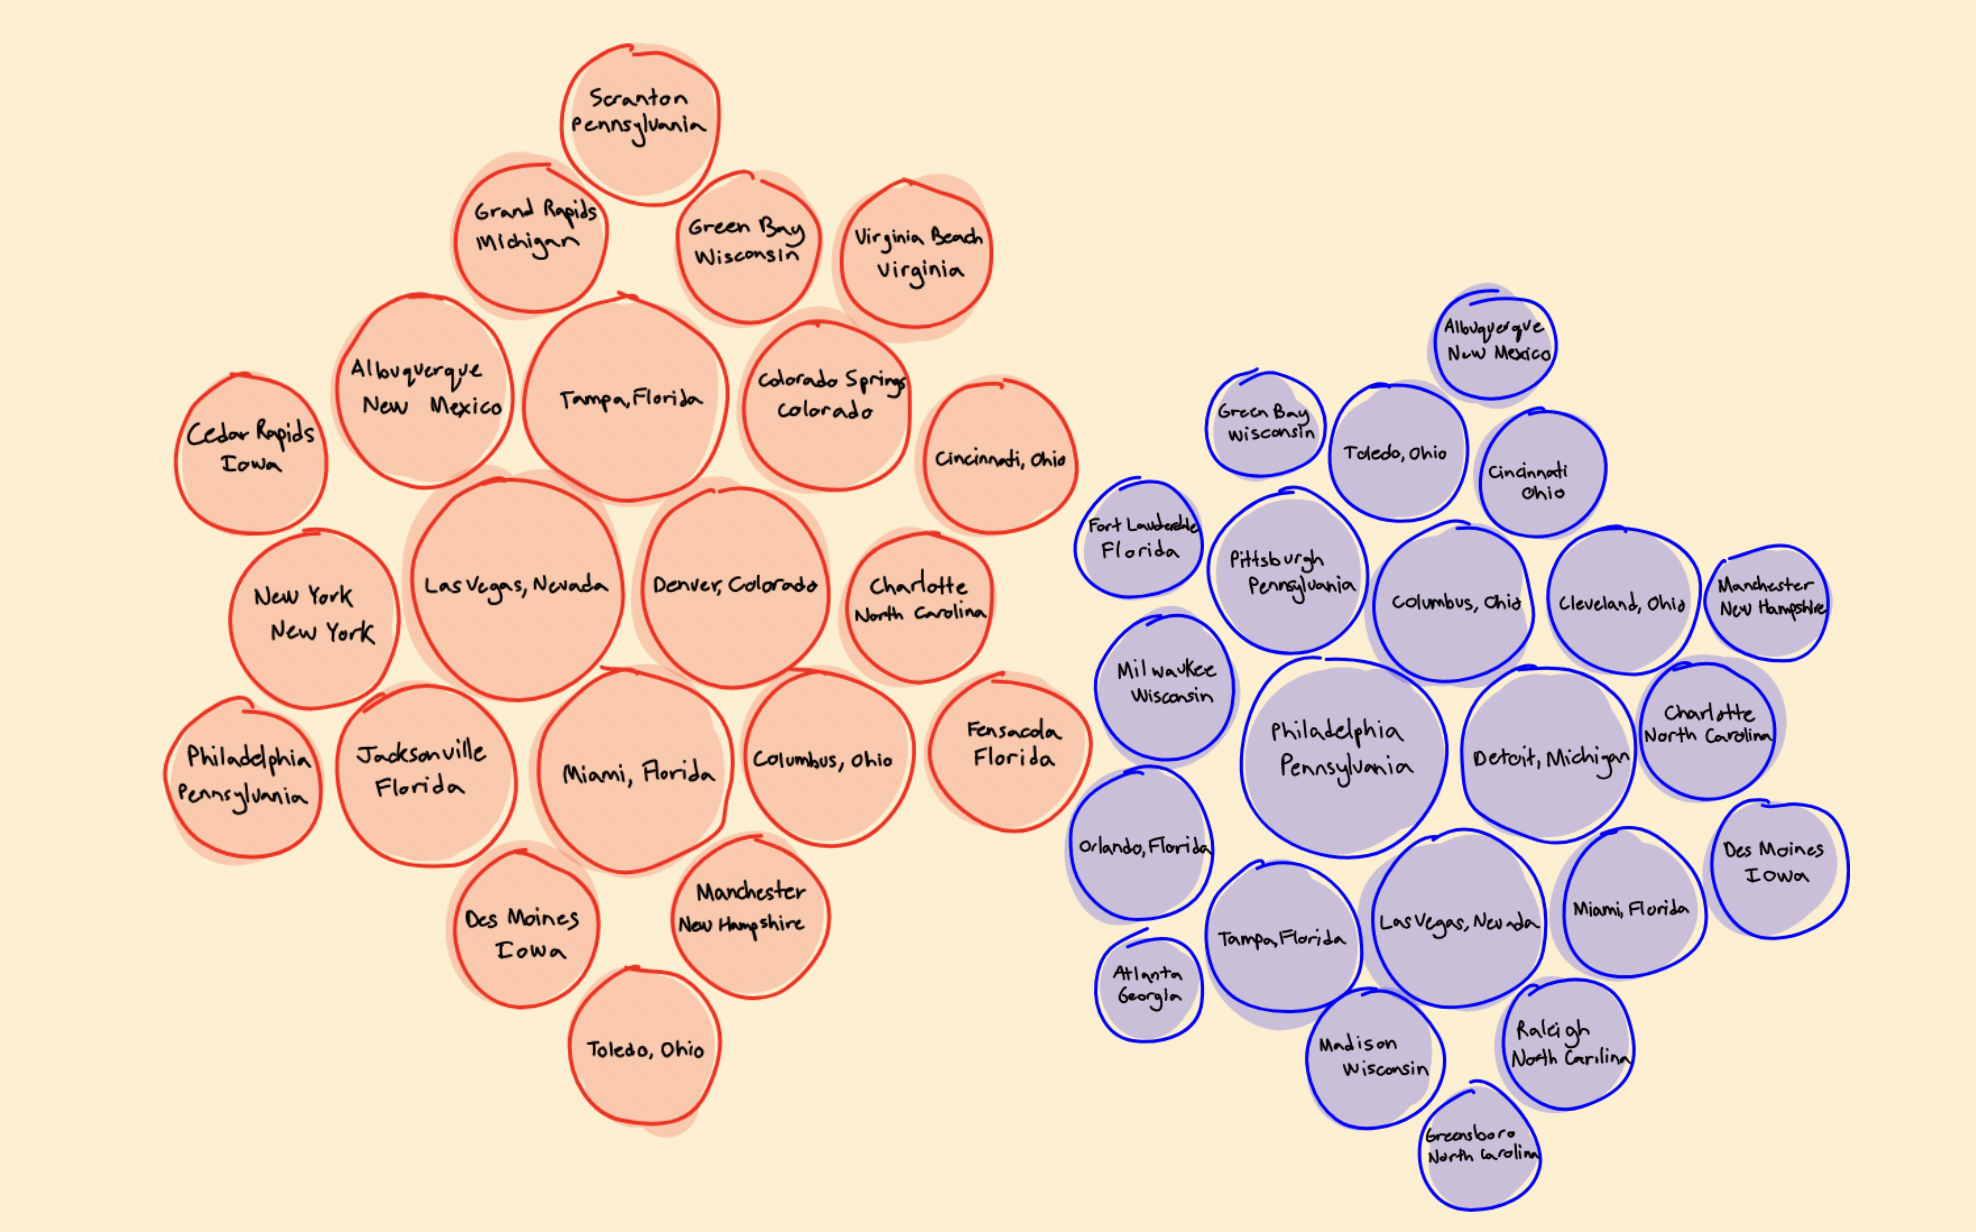 Scranton
Pennsylvania
Grand Rapids
Michigan
Green Bay
Wisconsin
Virginia Beach
Virginia
Albuquerque
New Mexico
Tampa, Florida
Colorado Springs
Colorado
Cedar Rapids
Iowa
Cincinnati, Ohio
Las Vegas, Nevada
Denver, Colorado
Charlotte
North Carolina
New York
New York
Philadelphia
Pennsylvania
Jacksonville
Florida
Miami, Florida
Columbus, Ohio
Fensacola
Florida
Des Moines
Iowa
Manchester
New Hampshire
Toledo, Ohio
Albuquerque
New Mexico
Green Bay
Wisconsin
Toledo, Ohio
Cincinnati
Ohio
Fort Lauderdale
Florida
Pittsburgh
Pennsylvania
Columbus, Ohio
Cleveland, Ohio
Manchester
New Hampshire
Milwaukee
Wisconsin
Philadelphia
Pennsylvania
Detroit, Michigan
Charlotte
North Carolina
Orlando, Florida
Tampa, Florida
Las Vegas, Nevada
Miami, Florida
Des Moines
Iowa
Atlanta
Georgia
Madison
Wisconsin
Raleigh
North Carolina
Greensboro
North Carolina